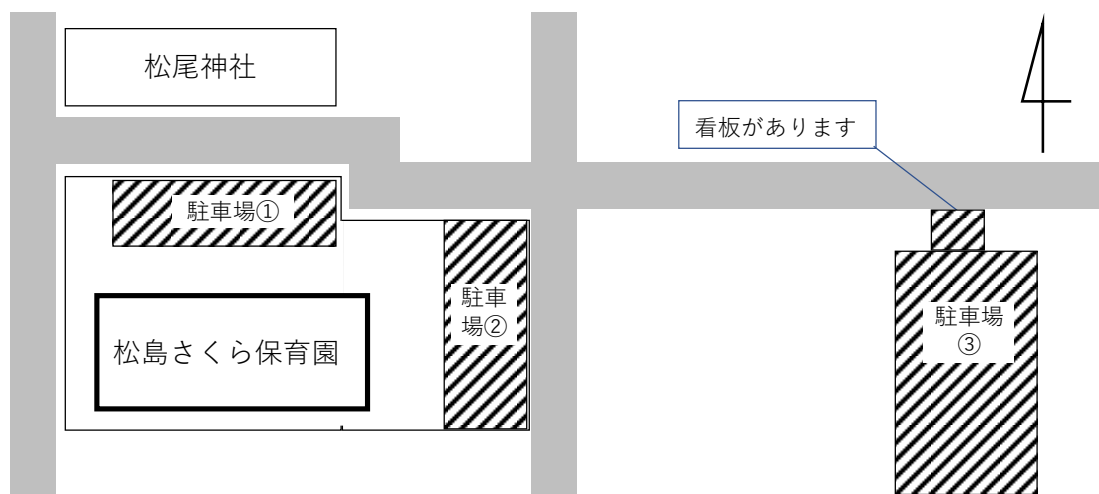 松尾神社
看板があります
駐車場①
駐車
場②
駐車場
③
松島さくら保育園